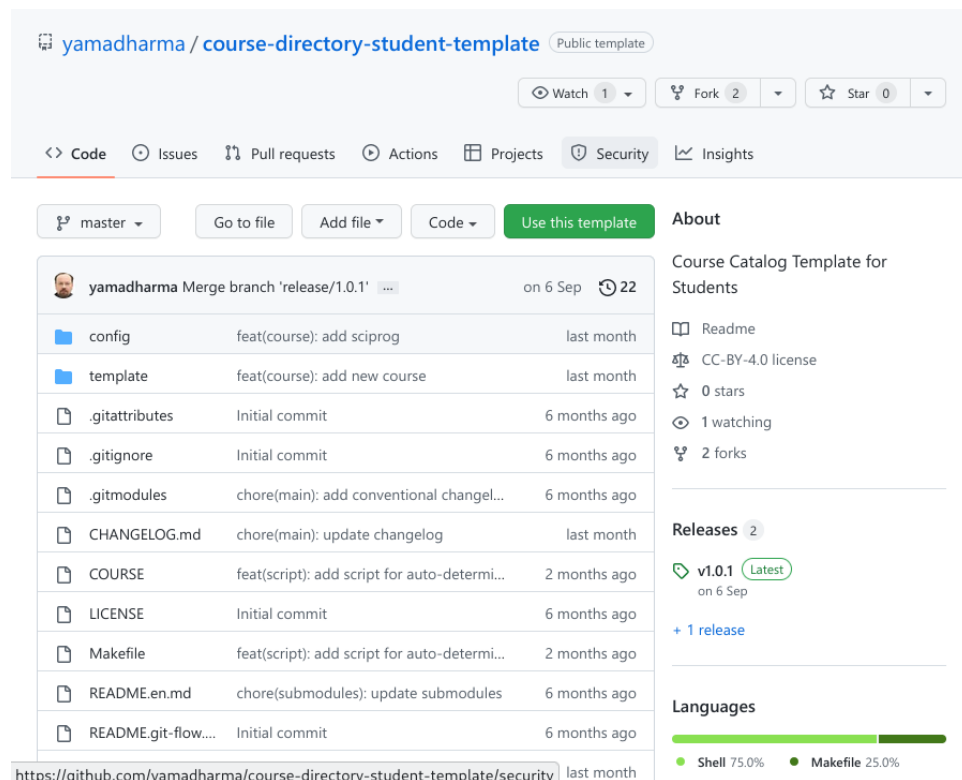 yamadharma / course-directory-student-template Public template
Watch 1 Fork 2 Star 0
Code Issues Pull requests Actions Projects Security Insights
master Go to file Add file Code Use this template
yamadharma Merge branch 'release/1.0.1' ... on 6 Sep 22
config feat(course): add sciprog last month
template feat(course): add new course last month
.gitattributes Initial commit 6 months ago
.gitignore Initial commit 6 months ago
.gitmodules chore(main): add conventional changel... 6 months ago
CHANGELOG.md chore(main): update changelog last month
COURSE feat(script): add script for auto-determi... 2 months ago
LICENSE Initial commit 6 months ago
Makefile feat(script): add script for auto-determi... 2 months ago
README.en.md chore(submodules): update submodules 6 months ago
README.git-flow.... Initial commit 6 months ago
last month
https://github.com/yamadharma/course-directory-student-template/security
About
Course Catalog Template for
Students
Readme
CC-BY-4.0 license
0 stars
1 watching
2 forks
Releases 2
v1.0.1 Latest
on 6 Sep
+ 1 release
Languages
Shell 75.0% Makefile 25.0%